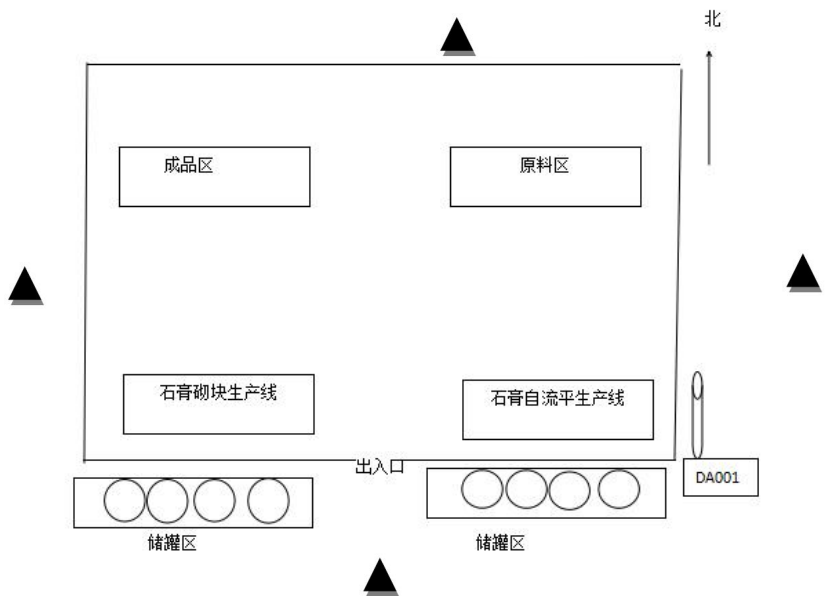 北
成品区
原料区
石膏砌块生产线
石膏自流平生产线
出入口
DA001
储罐区
储罐区